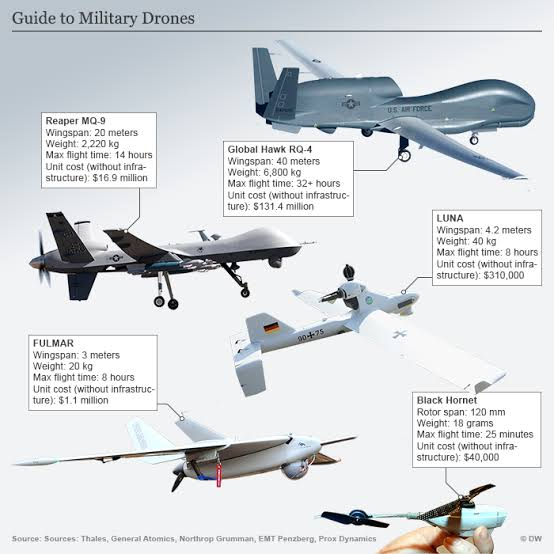 Guide to Military Drones
U.S. AIR FORCE
Reaper MQ-9
Wingspan: 20 meters
Weight: 2,220 kg
Max flight time: 14 hours
Unit cost (without infra-
structure): $16.9 million
Global Hawk RQ-4
Wingspan: 40 meters
Weight: 6,800 kg
Max flight time: 32+ hours
Unit cost (without infrastruc-
ture): $131.4 million
LUNA
Wingspan: 4.2 meters
Weight: 40 kg
Max flight time: 8 hours
Unit cost (without infra-
structure): $310,000
90 75
FULMAR
Wingspan: 3 meters
Weight: 20 kg
Max flight time: 8 hours
Unit cost (without infrastruc-
ture): $1.1 million
Black Hornet
Rotor span: 120 mm
Weight: 18 grams
Max flight time: 25 minutes
Unit cost (without infra-
structure): $40,000
Source: Sources: Thales, General Atomics, Northrop Grumman, EMT Penzberg, Prox Dynamics
© DW